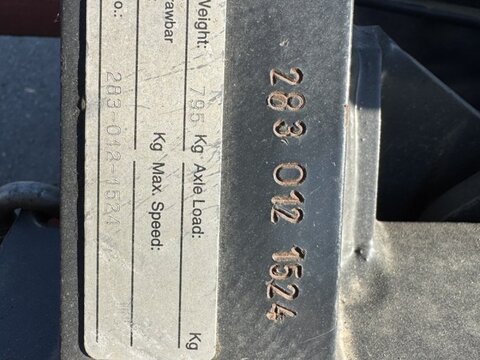 Weight: 795 Kg Axle Load: Kg
rawbar Kg Max. Speed:
o.: 283-012-1524
283 012 1524